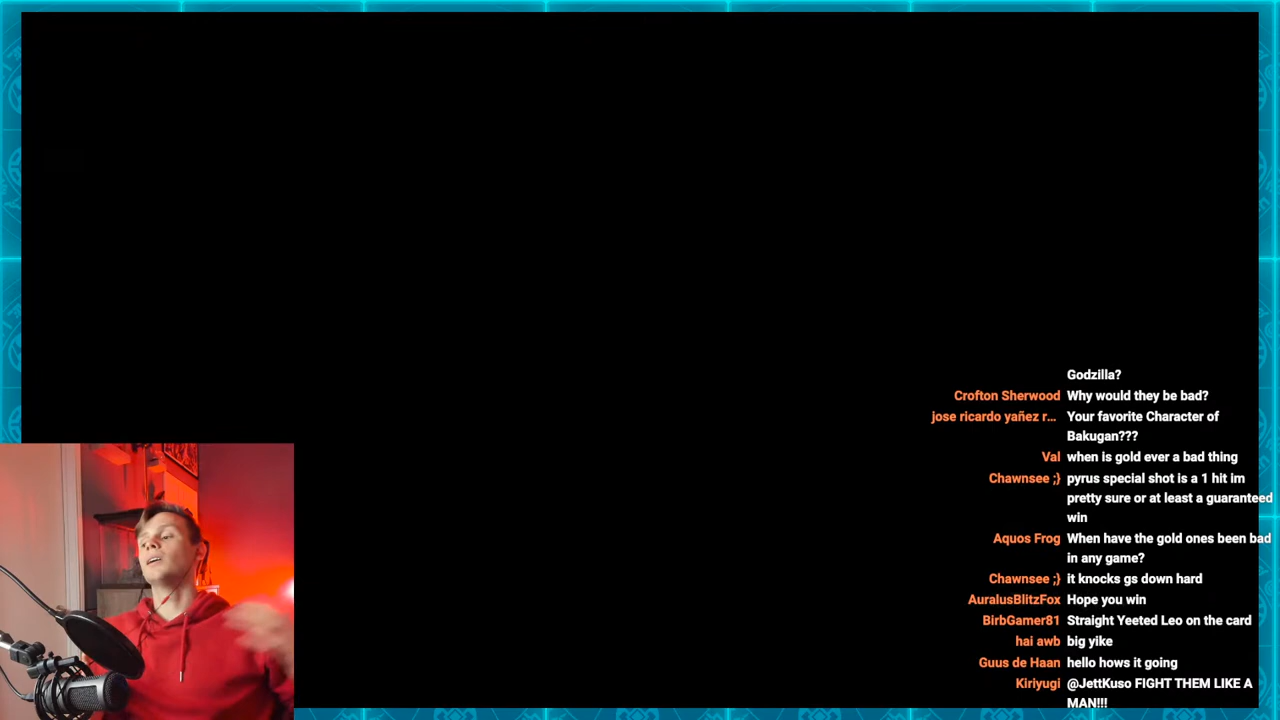 Godzilla?
Crofton Sherwood Why would they be bad?
jose ricardo yañez r... Your favorite Character of
Bakugan???
Val when is gold ever a bad thing
Chawnsee ;} pyrus special shot is a 1 hit im
pretty sure or at least a guaranteed
win
Aquos Frog When have the gold ones been bad
in any game?
Chawnsee ;} it knocks gs down hard
AuralusBlitzFox Hope you win
BirbGamer81 Straight Yeeted Leo on the card
hai awb big yike
Guus de Haan hello hows it going
Kiriyugi @JettKuso FIGHT THEM LIKE A
MAN!!!